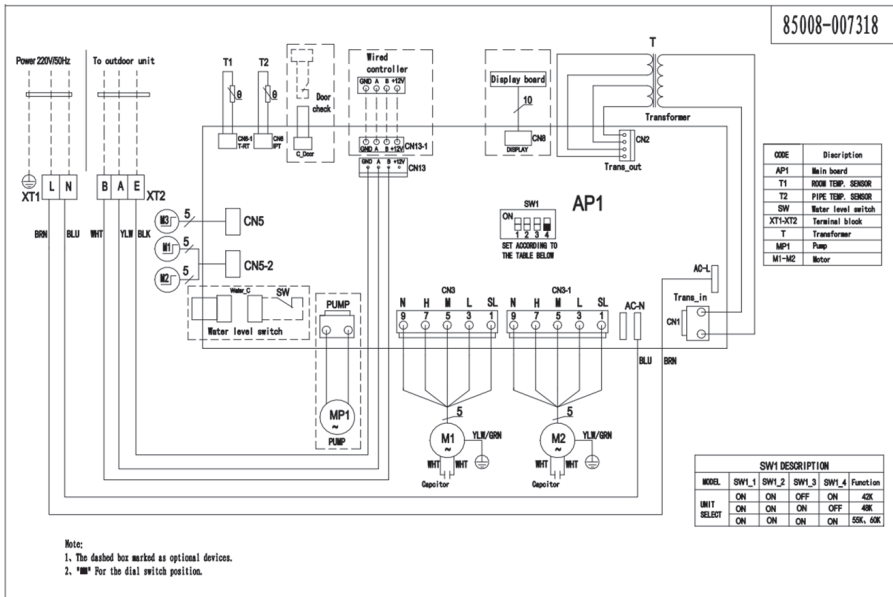 85008-007318
Power 220V/50Hz
To outdoor unit
T1
T2
θ
θ
CN6-1
T-RT
CN6
IPT
Door
check
C_Door
Wired
controller
GND A B +12V
GND A B +12V
CN13-1
GND A B +12V
CN13
Display board
10
CN8
DISPLAY
T
Transformer
CN2
Trans_out
CODE Discription
AP1 Main board
T1 ROOM TEMP. SENSOR
T2 PIPE TEMP. SENSOR
SW Water level switch
XT1-XT2 Terminal block
T Transformer
MP1 Pump
M1-M2 Motor
XT1
L N
B A E
XT2
BRN
BLU
WHT
YLW
BLK
M3
5
CN5
M1
5
M2
5
CN5-2
SW1
ON
1 2 3 4
SET ACCORDING TO
THE TABLE BELOW
AP1
Water_C
SW
Water level switch
PUMP
MP1
~
PUMP
CN3
N H M L SL
9 7 5 3 1
CN3-1
N H M L SL
9 7 5 3 1
AC-N
AC-L
Trans_in
CN1
BLU
BRN
5
M1
~
YLW/GRN
WHT
WHT
Capcitor
5
M2
~
YLW/GRN
WHT
WHT
Capcitor
SW1 DESCRIPTION
MODEL SW1_1 SW1_2 SW1_3 SW1_4 Function
UNIT
SELECT
ON ON OFF ON 42K
ON ON ON OFF 48K
ON ON ON ON 55K、60K
Note:
1、The dashed box marked as optional devices.
2、"■■" For the dial switch position.